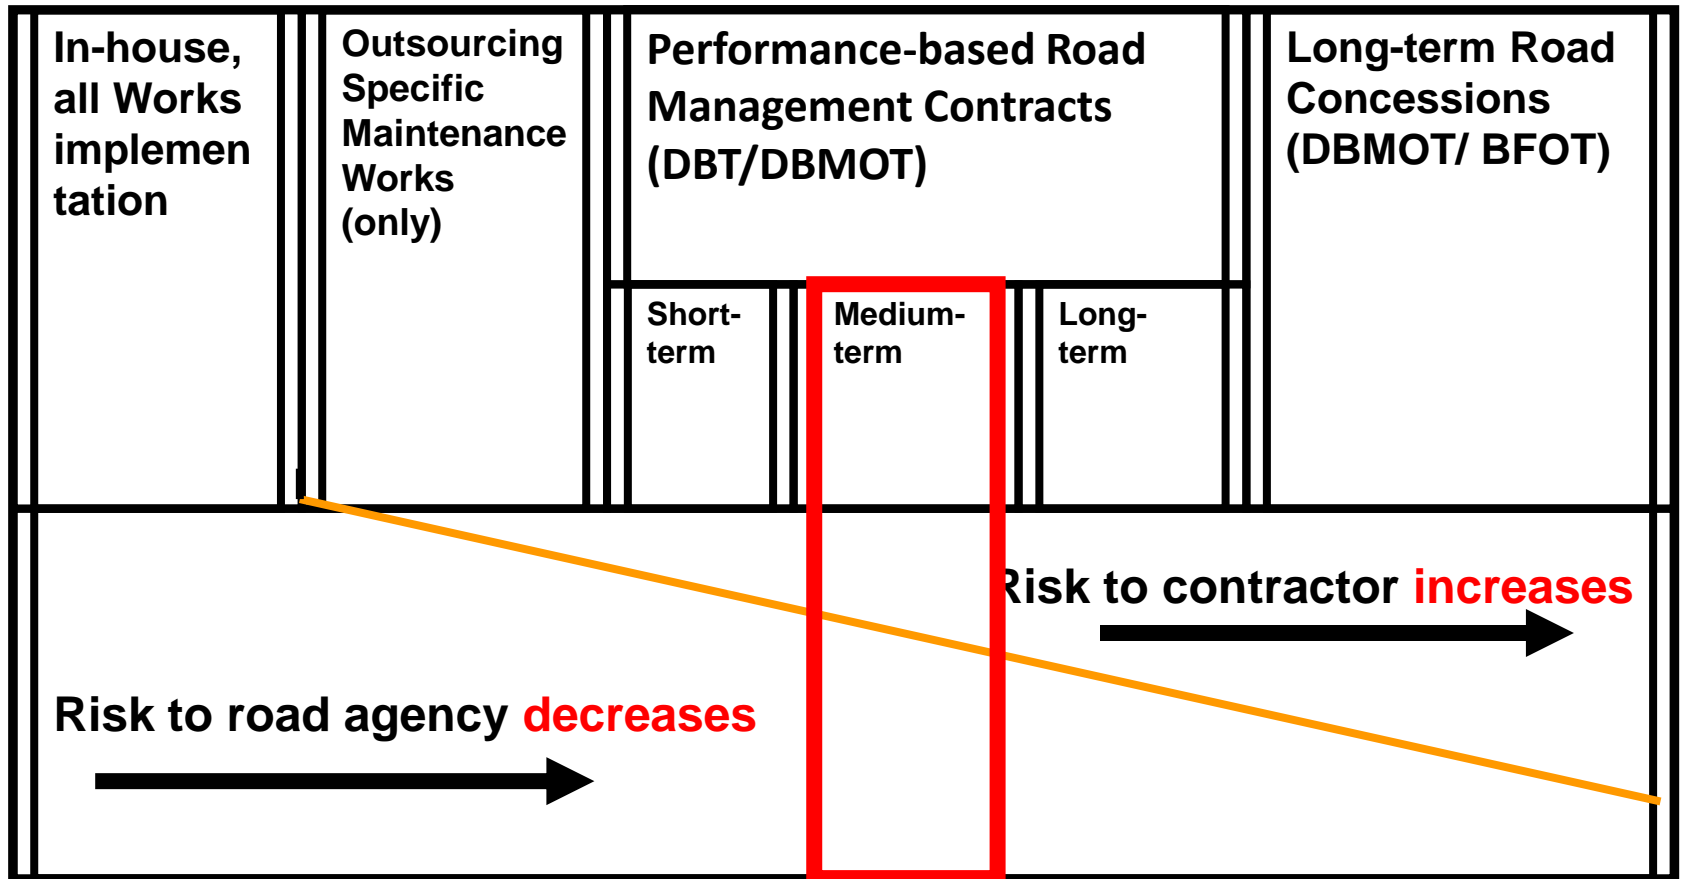 In-house,
all Works
implemen
tation
Outsourcing
Specific
Maintenance
Works
(only)
Performance-based Road
Management Contracts
(DBT/DBMOT)
Long-term Road
Concessions
(DBMOT/ BFOT)
Short-
term
Medium-
term
Long-
term
Risk to contractor increases
Risk to road agency decreases